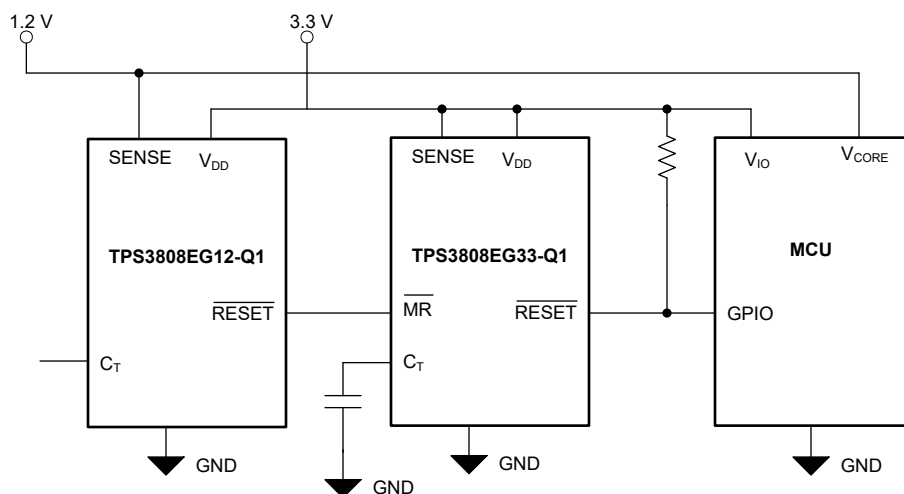 1.2 V
3.3 V
SENSE
VDD
TPS3808EG12-Q1
RESET
CT
GND
SENSE
VDD
TPS3808EG33-Q1
MR
RESET
CT
GND
GND
VIO
VCORE
MCU
GPIO
GND